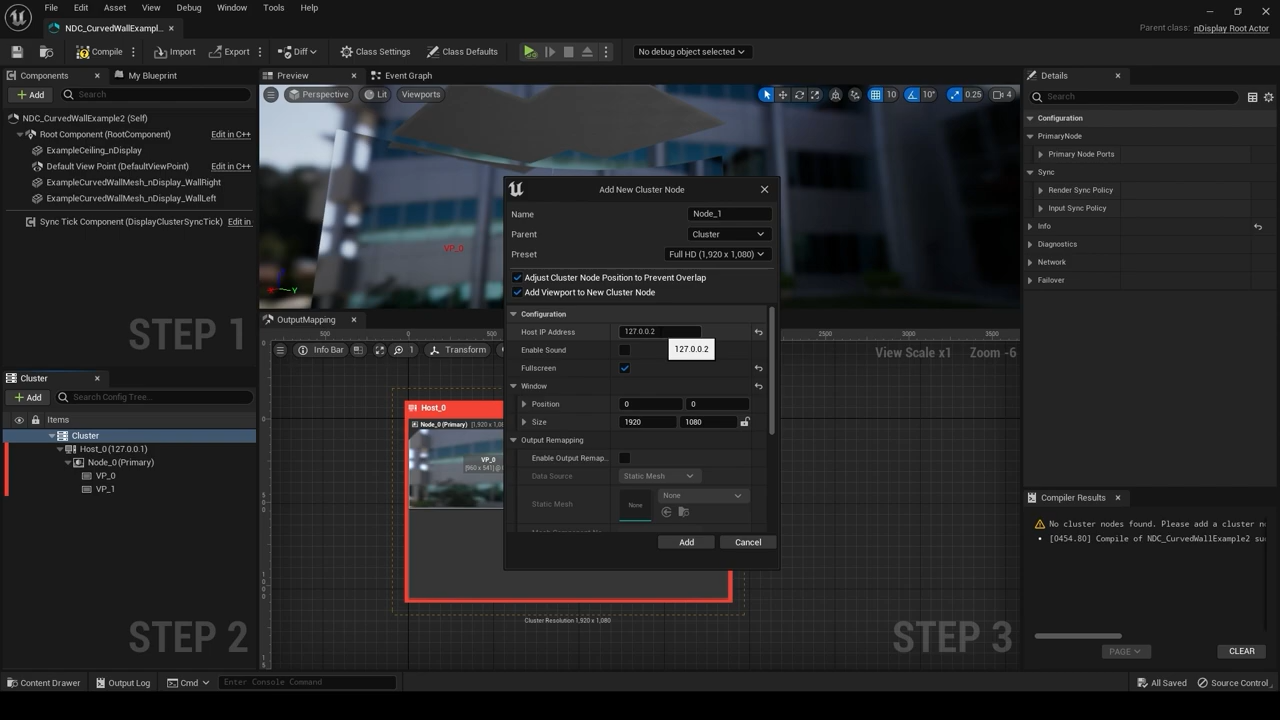 File Edit Asset View Debug Window Tools Help
NDC_CurvedWallExampl...
Parent class: nDisplay Root Actor
Compile Import Export Diff Class Settings Class Defaults No debug object selected
Components My Blueprint Preview Event Graph Details
Add Search Perspective Lit Viewports 10 10° 0.25 4 Search
NDC_CurvedWallExample2 (Self)
Root Component (RootComponent) Edit in C++
ExampleCeiling_nDisplay
Default View Point (DefaultViewPoint) Edit in C++
ExampleCurvedWallMesh_nDisplay_WallRight
ExampleCurvedWallMesh_nDisplay_WallLeft
Sync Tick Component (DisplayClusterSyncTick) Edit in
STEP 1
Cluster
Add Search Config Tree...
Items
Cluster
Host_0 (127.0.0.1)
Node_0 (Primary)
VP_0
VP_1
STEP 2
VP_0
X Y
OutputMapping
500 0 500 2500 3000 3500
Info Bar 1 Transform
View Scale x1 Zoom -6
Host_0
Node_0 (Primary) [1,920 x 1,08
VP_0
[960 x 541] @
Cluster Resolution 1,920 x 1,080
STEP 3
Add New Cluster Node
Name Node_1
Parent Cluster
Preset Full HD (1,920 x 1,080)
Adjust Cluster Node Position to Prevent Overlap
Add Viewport to New Cluster Node
Configuration
Host IP Address 127.0.0.2
127.0.0.2
Enable Sound
Fullscreen
Window
Position 0 0
Size 1920 1080
Output Remapping
Enable Output Remap...
Data Source Static Mesh
Static Mesh None None
Add Cancel
Configuration
PrimaryNode
Primary Node Ports
Sync
Render Sync Policy
Input Sync Policy
Info
Diagnostics
Network
Failover
Compiler Results
No cluster nodes found. Please add a cluster n
[0454.80] Compile of NDC_CurvedWallExample2 su
PAGE CLEAR
Content Drawer Output Log Cmd Enter Console Command All Saved Source Control